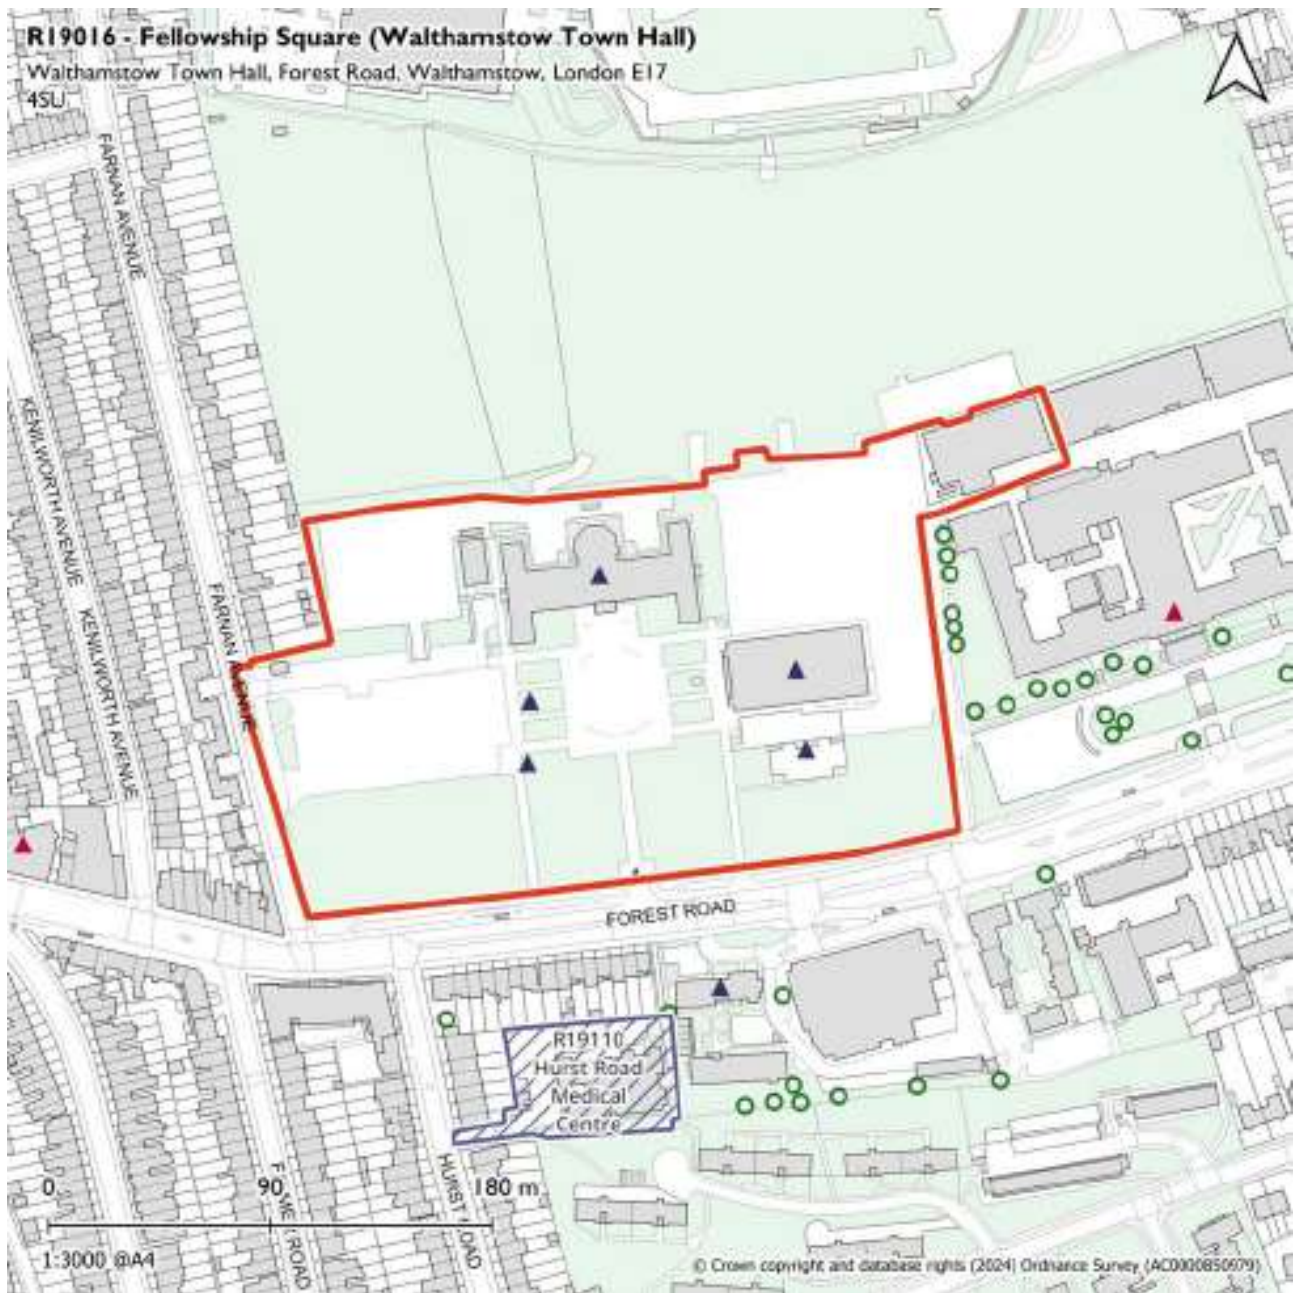 R19016 - Fellowship Square (Walthamstow Town Hall)
Walthamstow Town Hall, Forest Road, Walthamstow, London E17
4SU
FARNAN AVENUE
KENILWORTH AVENUE
KENILWORTH AVENUE
FARNAN AVENUE
FOREST ROAD
R19110
Hurst Road
Medical
Centre
HURST ROAD
ROAD
0 90 180 m
1:3000 @A4
© Crown copyright and database rights (2024) Ordnance Survey (AC0000850979)